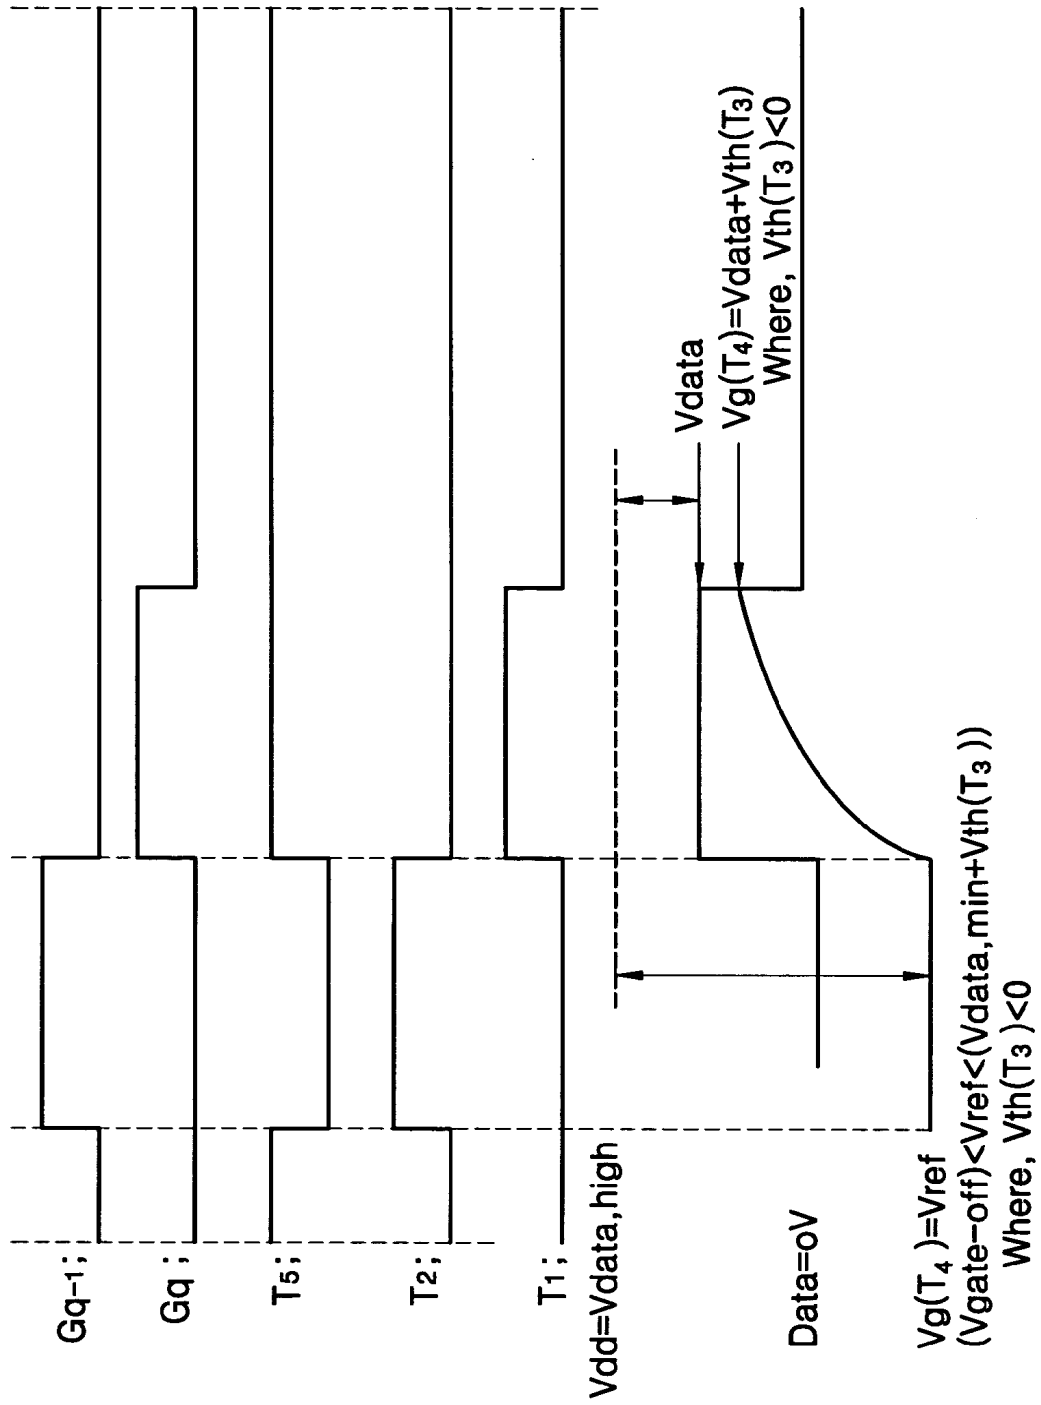 Gq-1;
Gq;
T5;
T2;
T1;
Vdd=Vdata,high
Vdata
Vg(T4)=Vdata+Vth(T3)
Where, Vth(T3)<0
Data=oV
Vg(T4)=Vref
(Vgate-off)<Vref<(Vdata,min+Vth(T3))
Where, Vth(T3)<0